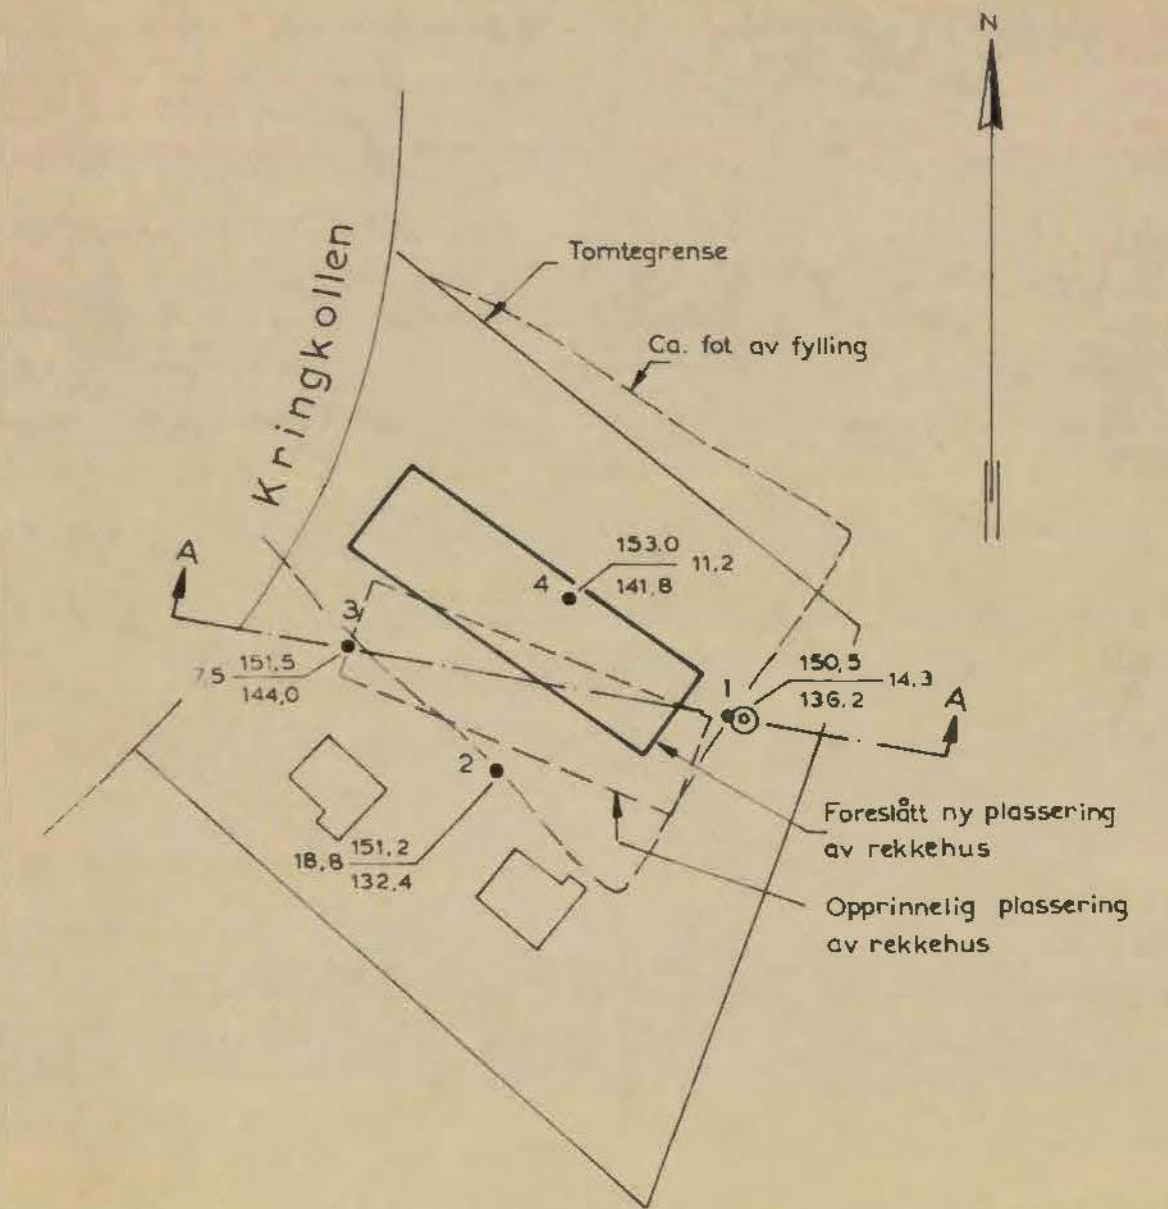 N
Tomtegrense
Ca. fot av fylling
Kringkollen
A
153.0
4 11,2
141,8
3
7,5 151,5
144,0
150,5
1 14,3
136,2
A
2
18,8 151,2
132,4
Foreslått ny plassering
av rekkehus
Opprinnelig plassering
av rekkehus